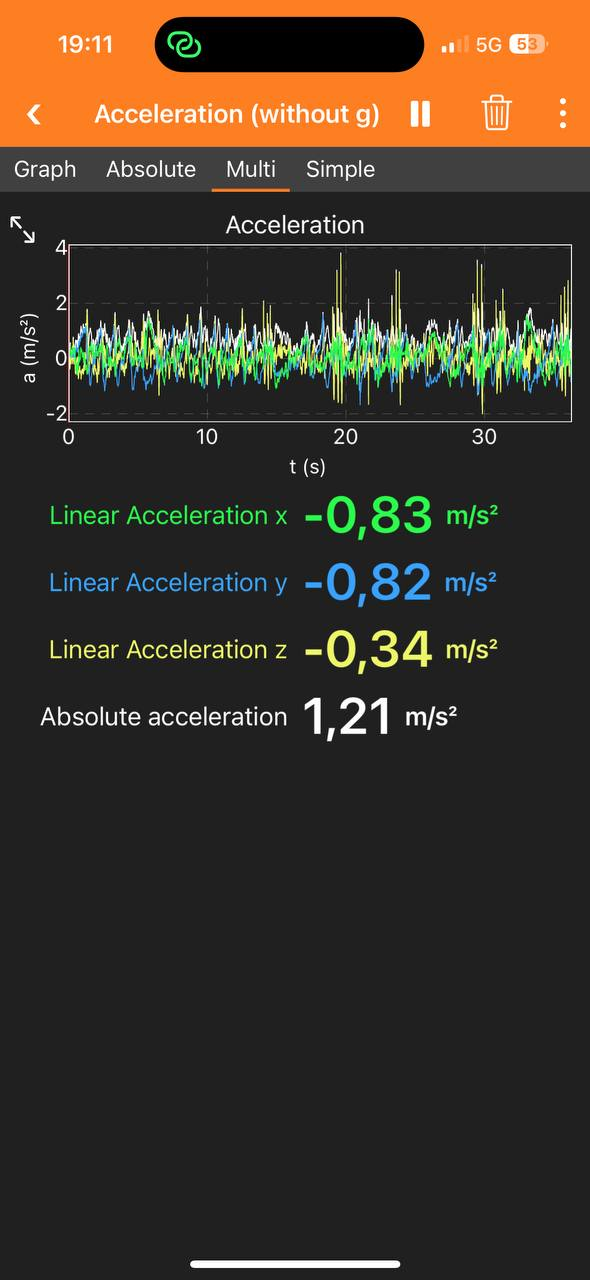 19:11 5G 53
Acceleration (without g)
Graph Absolute Multi Simple
Acceleration
4
2
0
-2
a (m/s²)
0 10 20 30
t (s)
Linear Acceleration x -0,83 m/s²
Linear Acceleration y -0,82 m/s²
Linear Acceleration z -0,34 m/s²
Absolute acceleration 1,21 m/s²